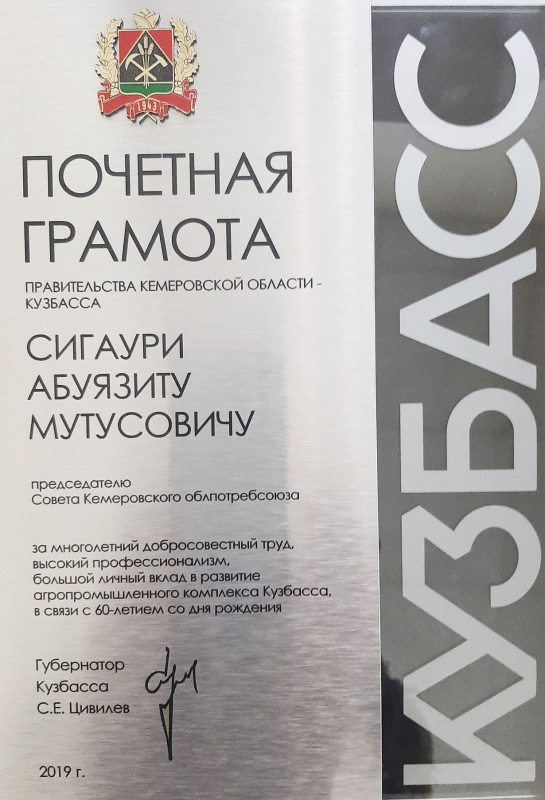 1943
ПОЧЕТНАЯ
ГРАМОТА
ПРАВИТЕЛЬСТВА КЕМЕРОВСКОЙ ОБЛАСТИ -
КУЗБАССА
СИГАУРИ
АБУЯЗИТУ
МУТУСОВИЧУ
председателю
Совета Кемеровского облпотребсоюза
за многолетний добросовестный труд,
высокий профессионализм,
большой личный вклад в развитие
агропромышленного комплекса Кузбасса,
в связи с 60-летием со дня рождения
Губернатор
Кузбасса
С.Е. Цивилев
2019 г.
КУЗБАСС